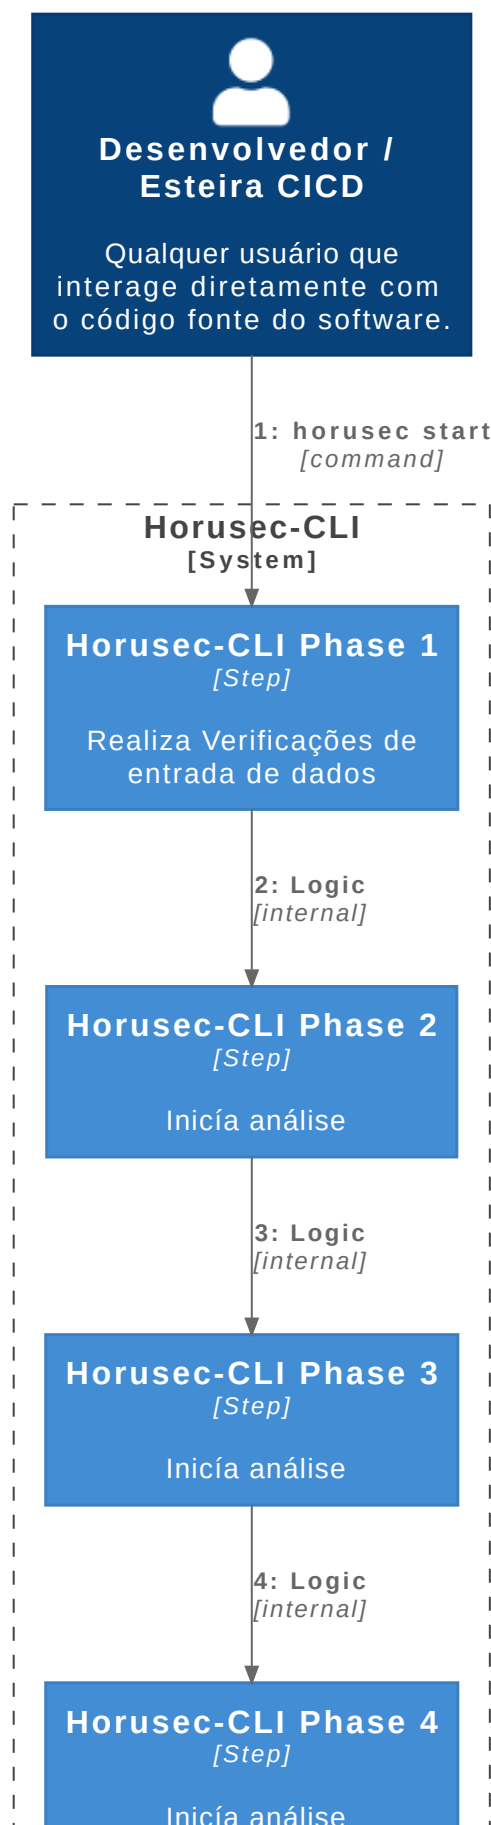 Desenvolvedor /
Esteira CICD
Qualquer usuário que
interage diretamente com
o código fonte do software.
1: horusec start
[command]
Horusec-CLI
[System]
Horusec-CLI Phase 1
[Step]
Realiza Verificações de
entrada de dados
2: Logic
[internal]
Horusec-CLI Phase 2
[Step]
Inicía análise
3: Logic
[internal]
Horusec-CLI Phase 3
[Step]
Inicía análise
4: Logic
[internal]
Horusec-CLI Phase 4
[Step]
Inicía análise